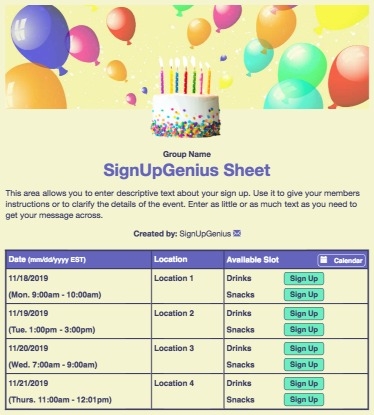 Group Name
SignUpGenius Sheet
This area allows you to enter descriptive text about your sign up. Use it to give your members
instructions or to clarify the details of the event. Enter as little or as much text as you need to
get your message across.
Created by: SignUpGenius
Date (mm/dd/yyyy EST) Location Available Slot Calendar
11/18/2019 Location 1 Drinks Sign Up
(Mon. 9:00am - 10:00am) Snacks Sign Up
11/19/2019 Location 2 Drinks Sign Up
(Tue. 1:00pm - 3:00pm) Snacks Sign Up
11/20/2019 Location 3 Drinks Sign Up
(Wed. 7:00am - 9:00am) Snacks Sign Up
11/21/2019 Location 4 Drinks Sign Up
(Thurs. 11:00am - 12:01pm) Snacks Sign Up